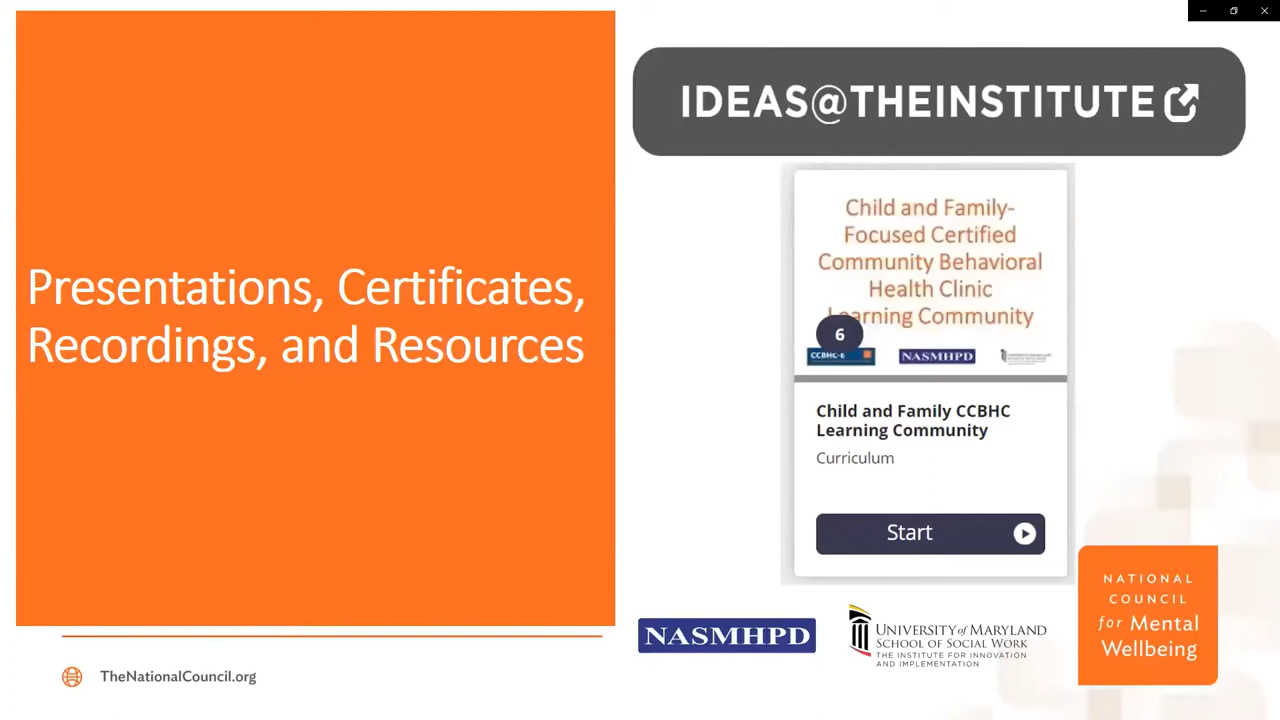 Presentations, Certificates,
Recordings, and Resources
TheNationalCouncil.org
IDEAS@THEINSTITUTE
Child and Family-
Focused Certified
Community Behavioral
Health Clinic
Learning Community
6
CCBHC-E
NASMHPD
Child and Family CCBHC
Learning Community
Curriculum
Start
NASMHPD
UNIVERSITY of MARYLAND
SCHOOL OF SOCIAL WORK
THE INSTITUTE FOR INNOVATION
AND IMPLEMENTATION
NATIONAL
COUNCIL
for Mental
Wellbeing